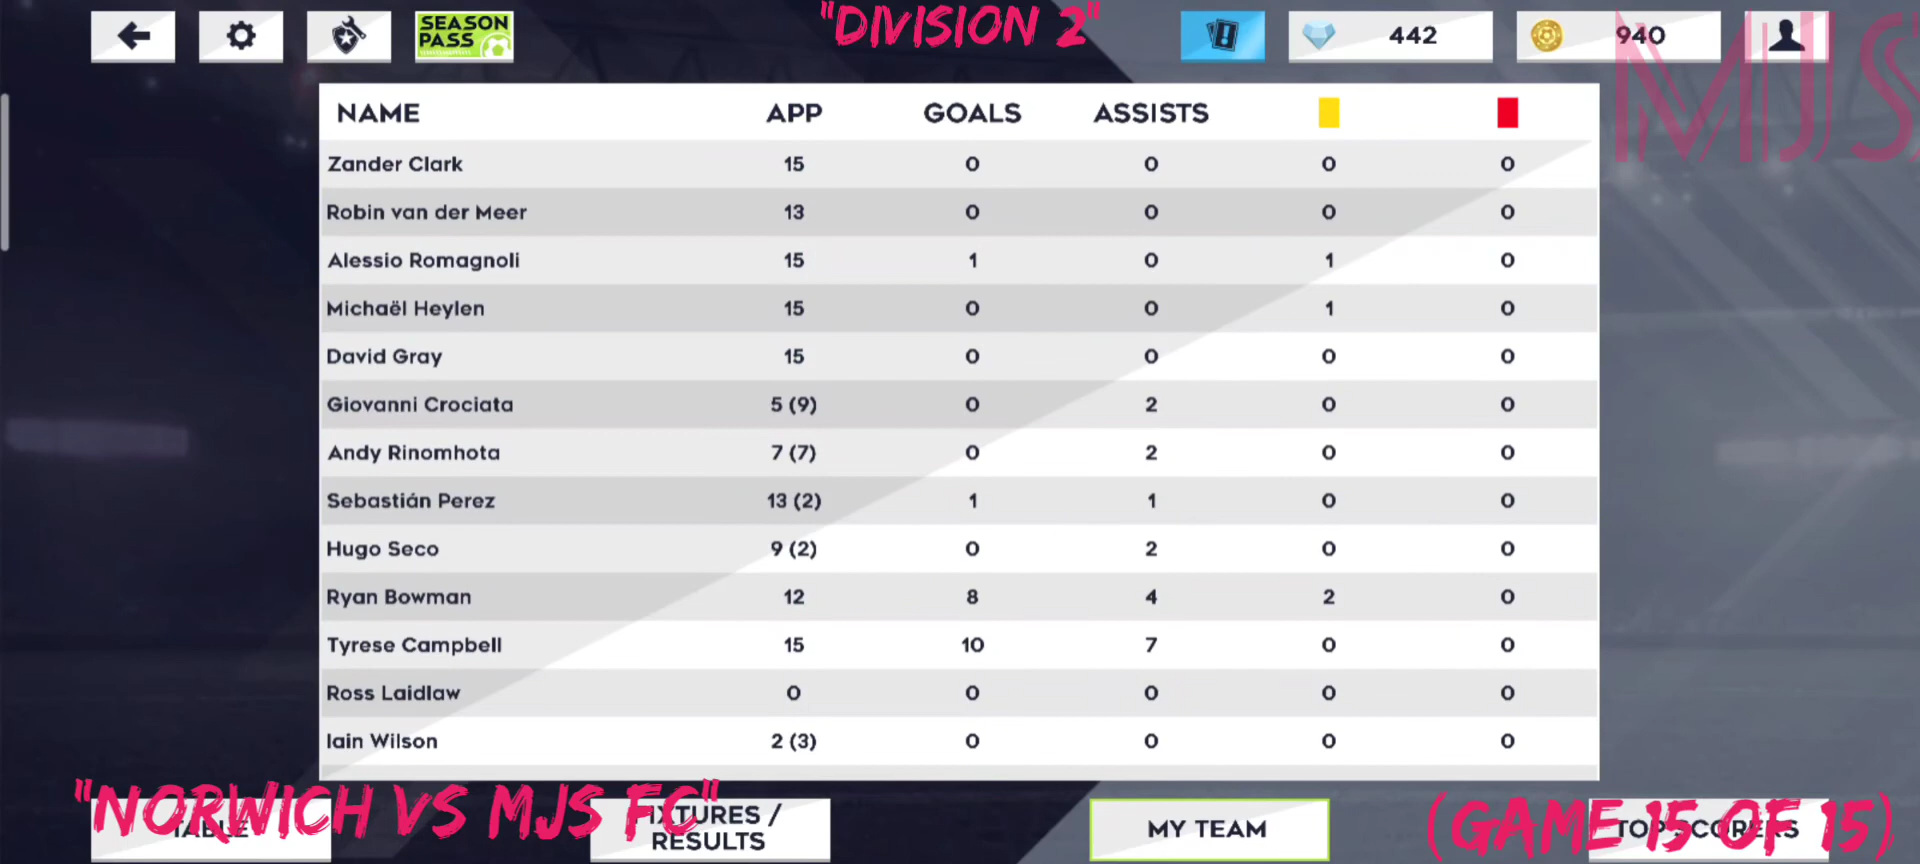 SEASON PASS
"DIVISION 2"
442
940
MJS
NAME APP GOALS ASSISTS
Zander Clark 15 0 0 0 0
Robin van der Meer 13 0 0 0 0
Alessio Romagnoli 15 1 0 1 0
Michaël Heylen 15 0 0 1 0
David Gray 15 0 0 0 0
Giovanni Crociata 5 (9) 0 2 0 0
Andy Rinomhota 7 (7) 0 2 0 0
Sebastián Perez 13 (2) 1 1 0 0
Hugo Seco 9 (2) 0 2 0 0
Ryan Bowman 12 8 4 2 0
Tyrese Campbell 15 10 7 0 0
Ross Laidlaw 0 0 0 0 0
Iain Wilson 2 (3) 0 0 0 0
"NORWICH VS MJS FC"
TABLE
FIXTURES /
RESULTS
MY TEAM
TOP SCORERS
(GAME 15 OF 15)